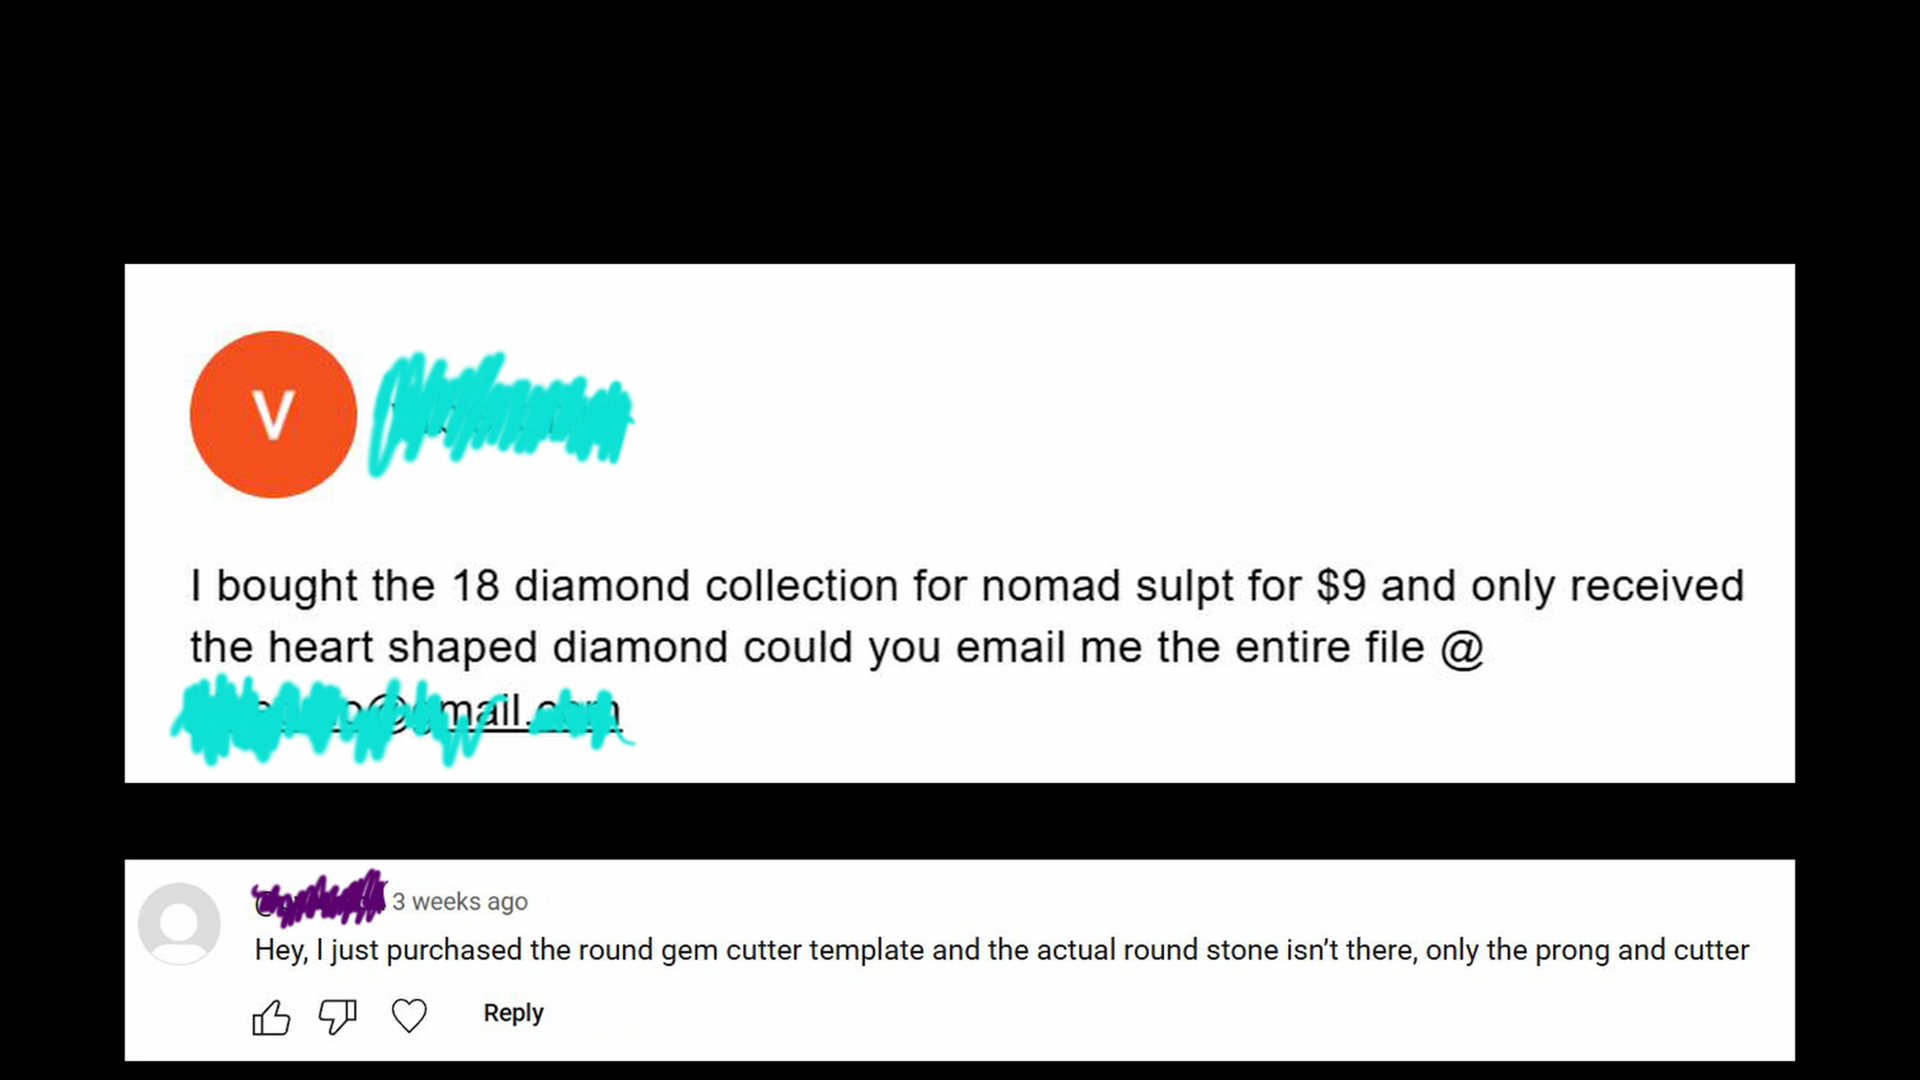 V
I bought the 18 diamond collection for nomad sulpt for $9 and only received
the heart shaped diamond could you email me the entire file @
3 weeks ago
Hey, I just purchased the round gem cutter template and the actual round stone isn’t there, only the prong and cutter
Reply